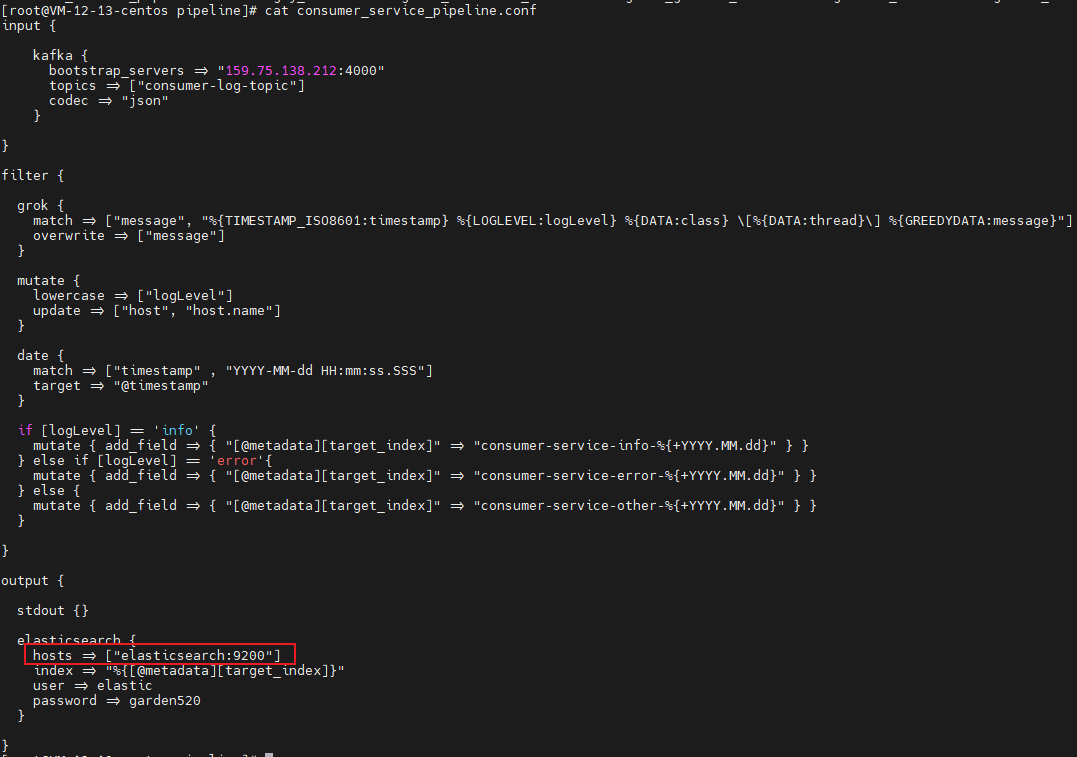 [root@VM-12-13-centos pipeline]# cat consumer_service_pipeline.conf
input {
    kafka {
      bootstrap_servers => "159.75.138.212:4000"
      topics => ["consumer-log-topic"]
      codec => "json"
    }
}
filter {
  grok {
    match => ["message", "%{TIMESTAMP_ISO8601:timestamp} %{LOGLEVEL:logLevel} %{DATA:class} \[%{DATA:thread}\] %{GREEDYDATA:message}"]
    overwrite => ["message"]
  }
  mutate {
    lowercase => ["logLevel"]
    update => ["host", "host.name"]
  }
  date {
    match => ["timestamp" , "YYYY-MM-dd HH:mm:ss.SSS"]
    target => "@timestamp"
  }
  if [logLevel] == 'info' {
    mutate { add_field => { "[@metadata][target_index]" => "consumer-service-info-%{+YYYY.MM.dd}" } }
  } else if [logLevel] == 'error'{
    mutate { add_field => { "[@metadata][target_index]" => "consumer-service-error-%{+YYYY.MM.dd}" } }
  } else {
    mutate { add_field => { "[@metadata][target_index]" => "consumer-service-other-%{+YYYY.MM.dd}" } }
  }
}
output {
  stdout {}
  elasticsearch {
    hosts => ["elasticsearch:9200"]
    index => "%{[@metadata][target_index]}"
    user => elastic
    password => garden520
  }
}